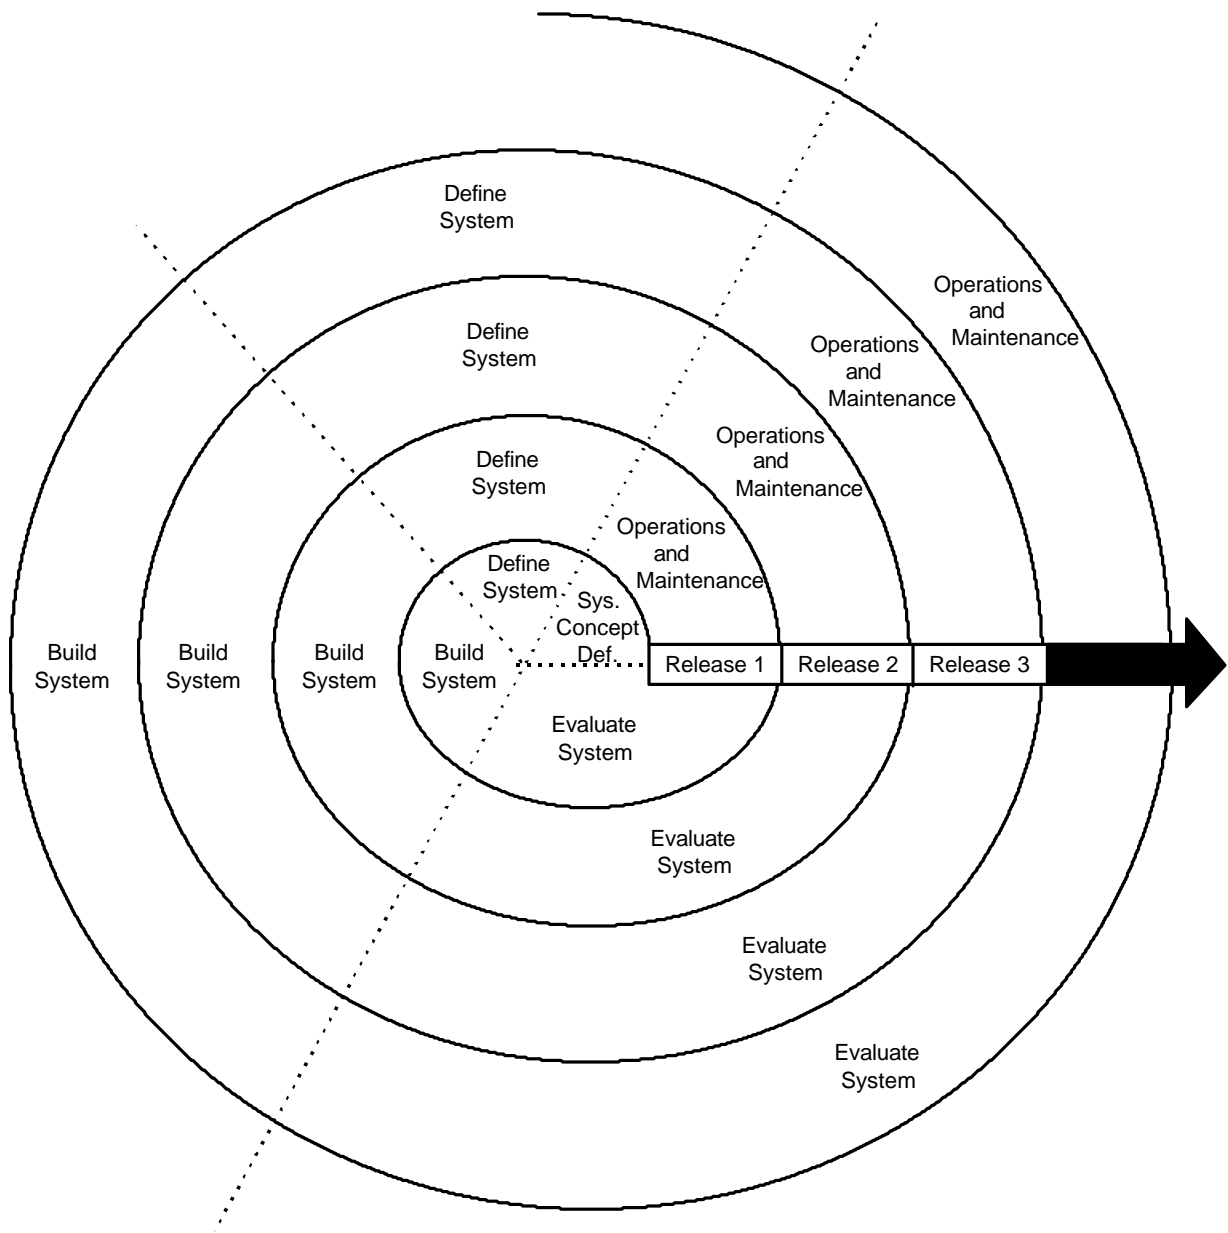 Define
System
Operations
and
Maintenance
Define
System
Operations
and
Maintenance
Operations
and
Maintenance
Define
System
Operations
and
Maintenance
Define
System
Sys.
Concept
Def.
Build
System
Build
System
Build
System
Build
System
Release 1
Release 2
Release 3
Evaluate
System
Evaluate
System
Evaluate
System
Evaluate
System